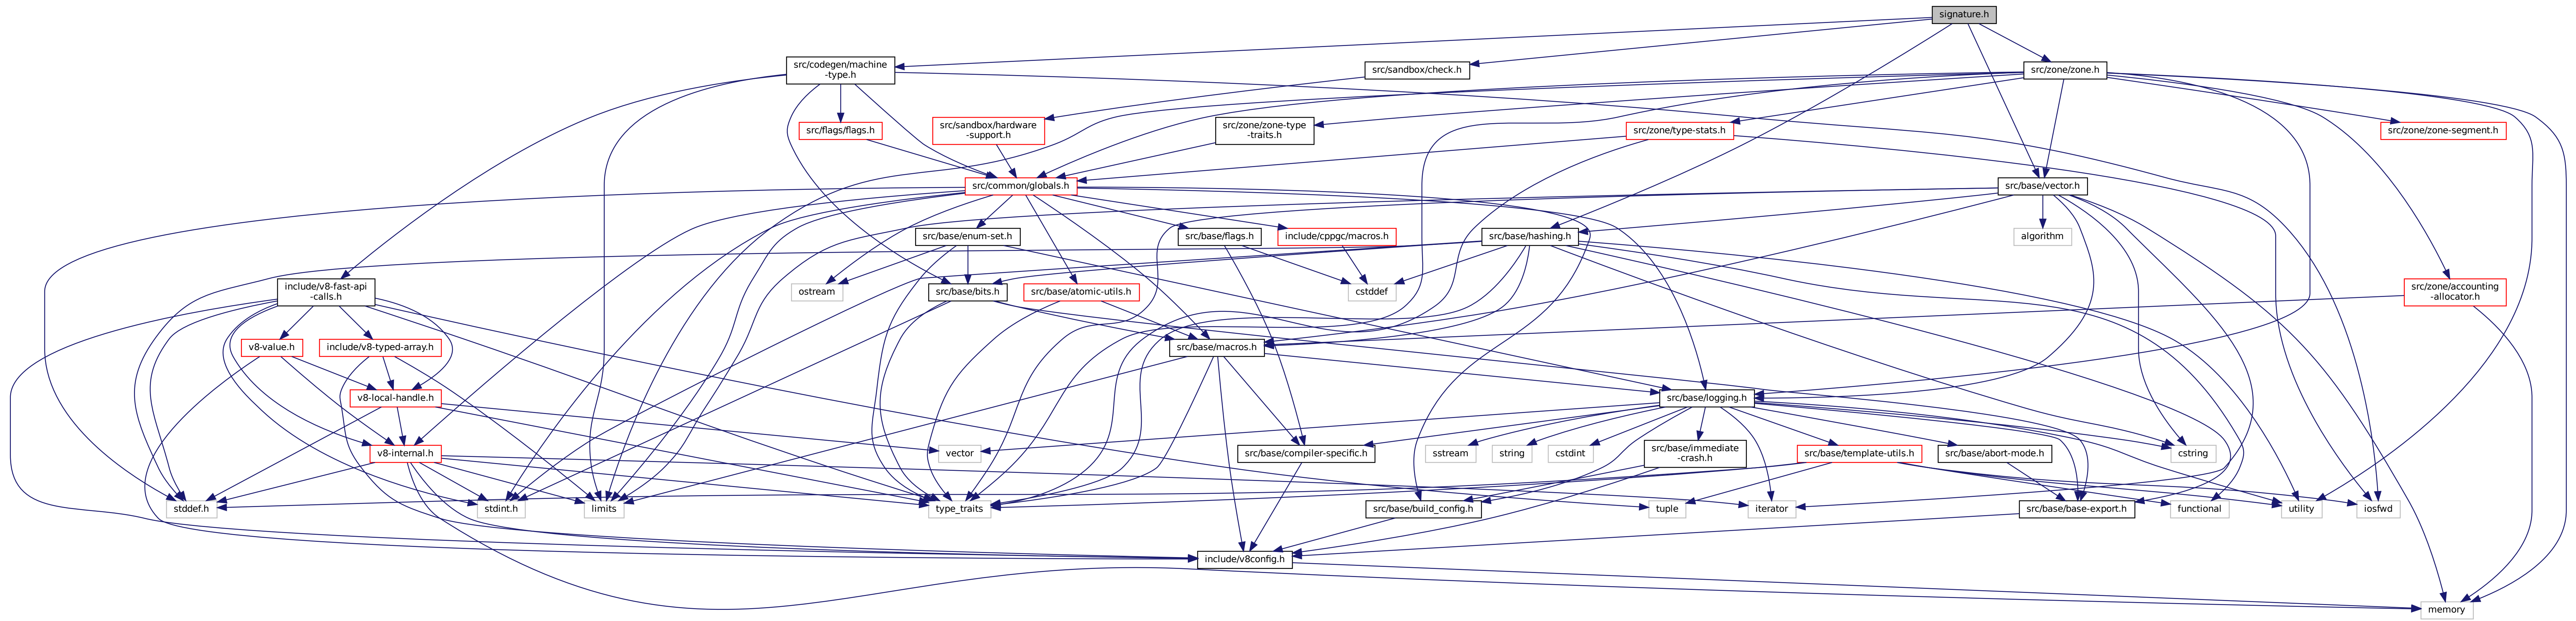 signature.h
src/codegen/machine
-type.h
src/sandbox/check.h
src/zone/zone.h
src/flags/flags.h
src/sandbox/hardware
-support.h
src/zone/zone-type
-traits.h
src/zone/type-stats.h
src/zone/zone-segment.h
src/common/globals.h
src/base/vector.h
src/base/enum-set.h
src/base/flags.h
include/cppgc/macros.h
src/base/hashing.h
algorithm
include/v8-fast-api
-calls.h
ostream
src/base/bits.h
src/base/atomic-utils.h
cstddef
src/zone/accounting
-allocator.h
v8-value.h
include/v8-typed-array.h
src/base/macros.h
v8-local-handle.h
src/base/logging.h
v8-internal.h
vector
src/base/compiler-specific.h
sstream
string
cstdint
src/base/immediate
-crash.h
src/base/template-utils.h
src/base/abort-mode.h
cstring
stddef.h
stdint.h
limits
type_traits
src/base/build_config.h
tuple
iterator
src/base/base-export.h
functional
utility
iosfwd
include/v8config.h
memory